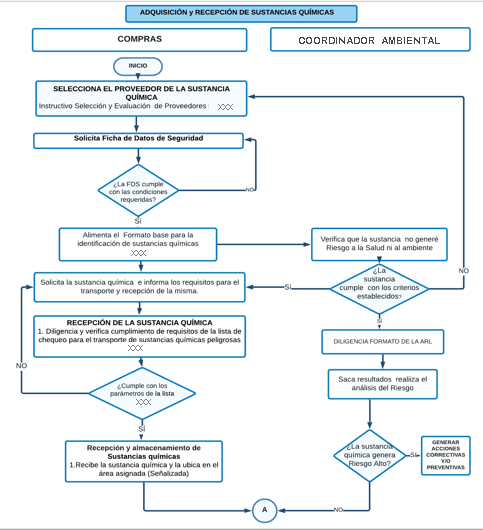 ADQUISICIÓN y RECEPCIÓN DE SUSTANCIAS QUÍMICAS
COMPRAS
COORDINADOR AMBIENTAL
INICIO
SELECCIONA EL PROVEEDOR DE LA SUSTANCIA
QUÍMICA
Instructivo Selección y Evaluación de Proveedores XXX
Solicita Ficha de Datos de Seguridad
¿La FDS cumple
con las condiciones
requeridas?
NO
Sí
Alimenta el Formato base para la
identificación de sustancias químicas
XXX
Verifica que la sustancia no generé
Riesgo a la Salud ni al ambiente
¿La
sustancia
cumple con los criterios
establecidos?
NO
Sí
Sí
Solicita la sustancia química e informa los requisitos para el
transporte y recepción de la misma.
RECEPCIÓN DE LA SUSTANCIA QUÍMICA
1. Diligencia y verifica cumplimiento de requisitos de la lista de
chequeo para el transporte de sustancias químicas peligrosas
XXX
DILIGENCIA FORMATO DE LA ARL
NO
¿Cumple con los
parámetros de la lista
XXX
Saca resultados realiiza el
análisis del Riesgo
SÍ
Recepción y almacenamiento de
Sustancias químicas
1.Recibe la sustancia química y la ubica en el
área asignada (Señalizada)
¿La sustancia
química genera
Riesgo Alto?
Sí
GENERAR
ACCIONES
CORRECTIVAS
Y/O
PREVENTIVAS
NO
A